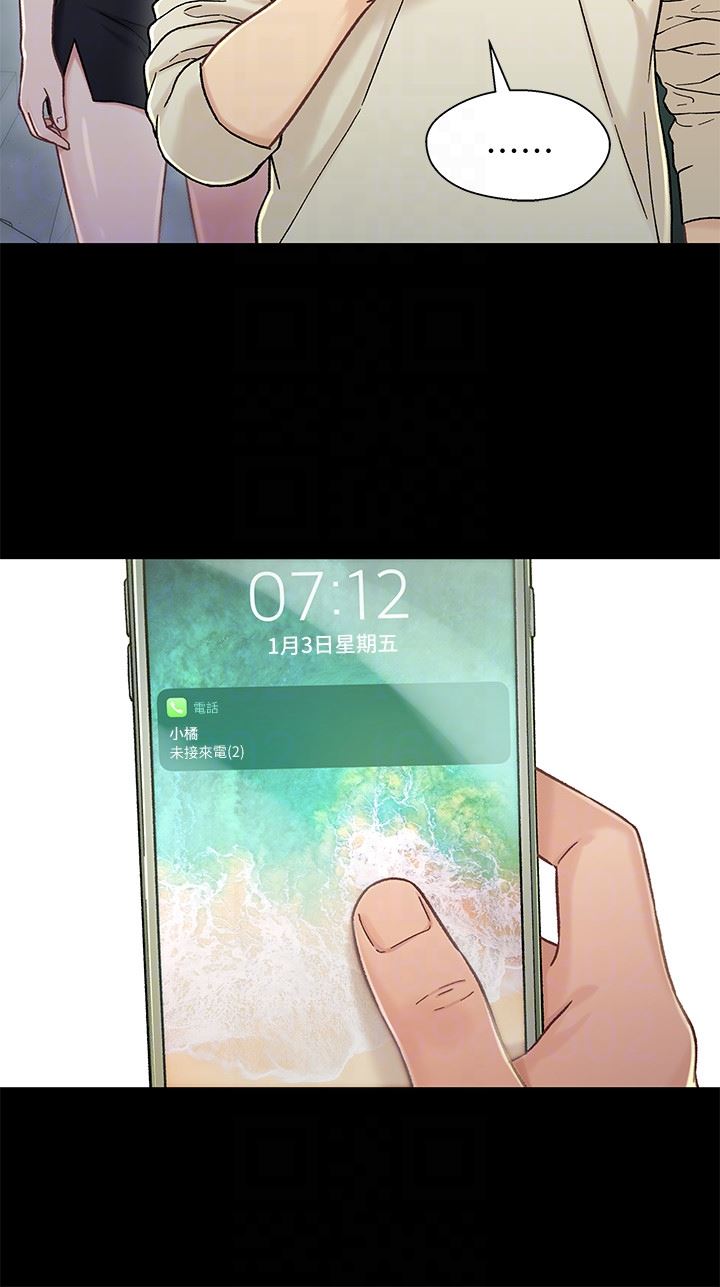 ......
07:12
1月3日星期五
電話
小橘
未接來電(2)